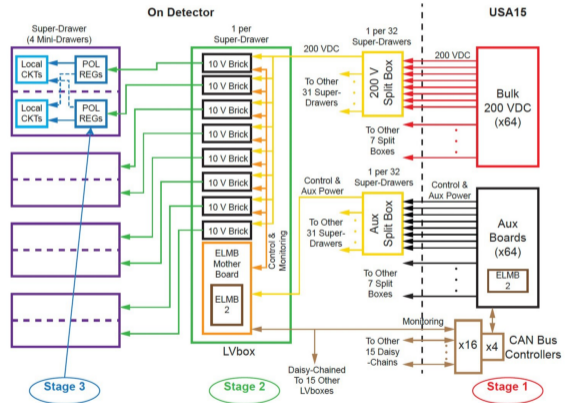 On Detector
USA15
Super-Drawer
(4 Mini-Drawers)
1 per
Super-Drawer
1 per 32
Super-Drawers
200 VDC
200 VDC
Local
CKTs
POL
REGs
Local
CKTs
POL
REGs
10 V Brick
10 V Brick
10 V Brick
10 V Brick
10 V Brick
10 V Brick
10 V Brick
10 V Brick
To Other
31 Super-
Drawers
200 V
Split Box
Bulk
200 VDC
(x64)
To Other
7 Split
Boxes
1 per 32
Super-Drawers
Control
& Aux Power
Control
& Aux Power
To Other
31 Super-
Drawers
Aux
Split Box
Aux
Boards
(x64)
ELMB
2
To Other
7 Split
Boxes
Control &
Monitoring
ELMB
Mother
Board
ELMB
2
LVbox
Monitoring
Daisy-Chained
To 15 Other
LVboxes
To Other
15 Daisy
-Chains
x16
x4
CAN Bus
Controllers
Stage 3
Stage 2
Stage 1